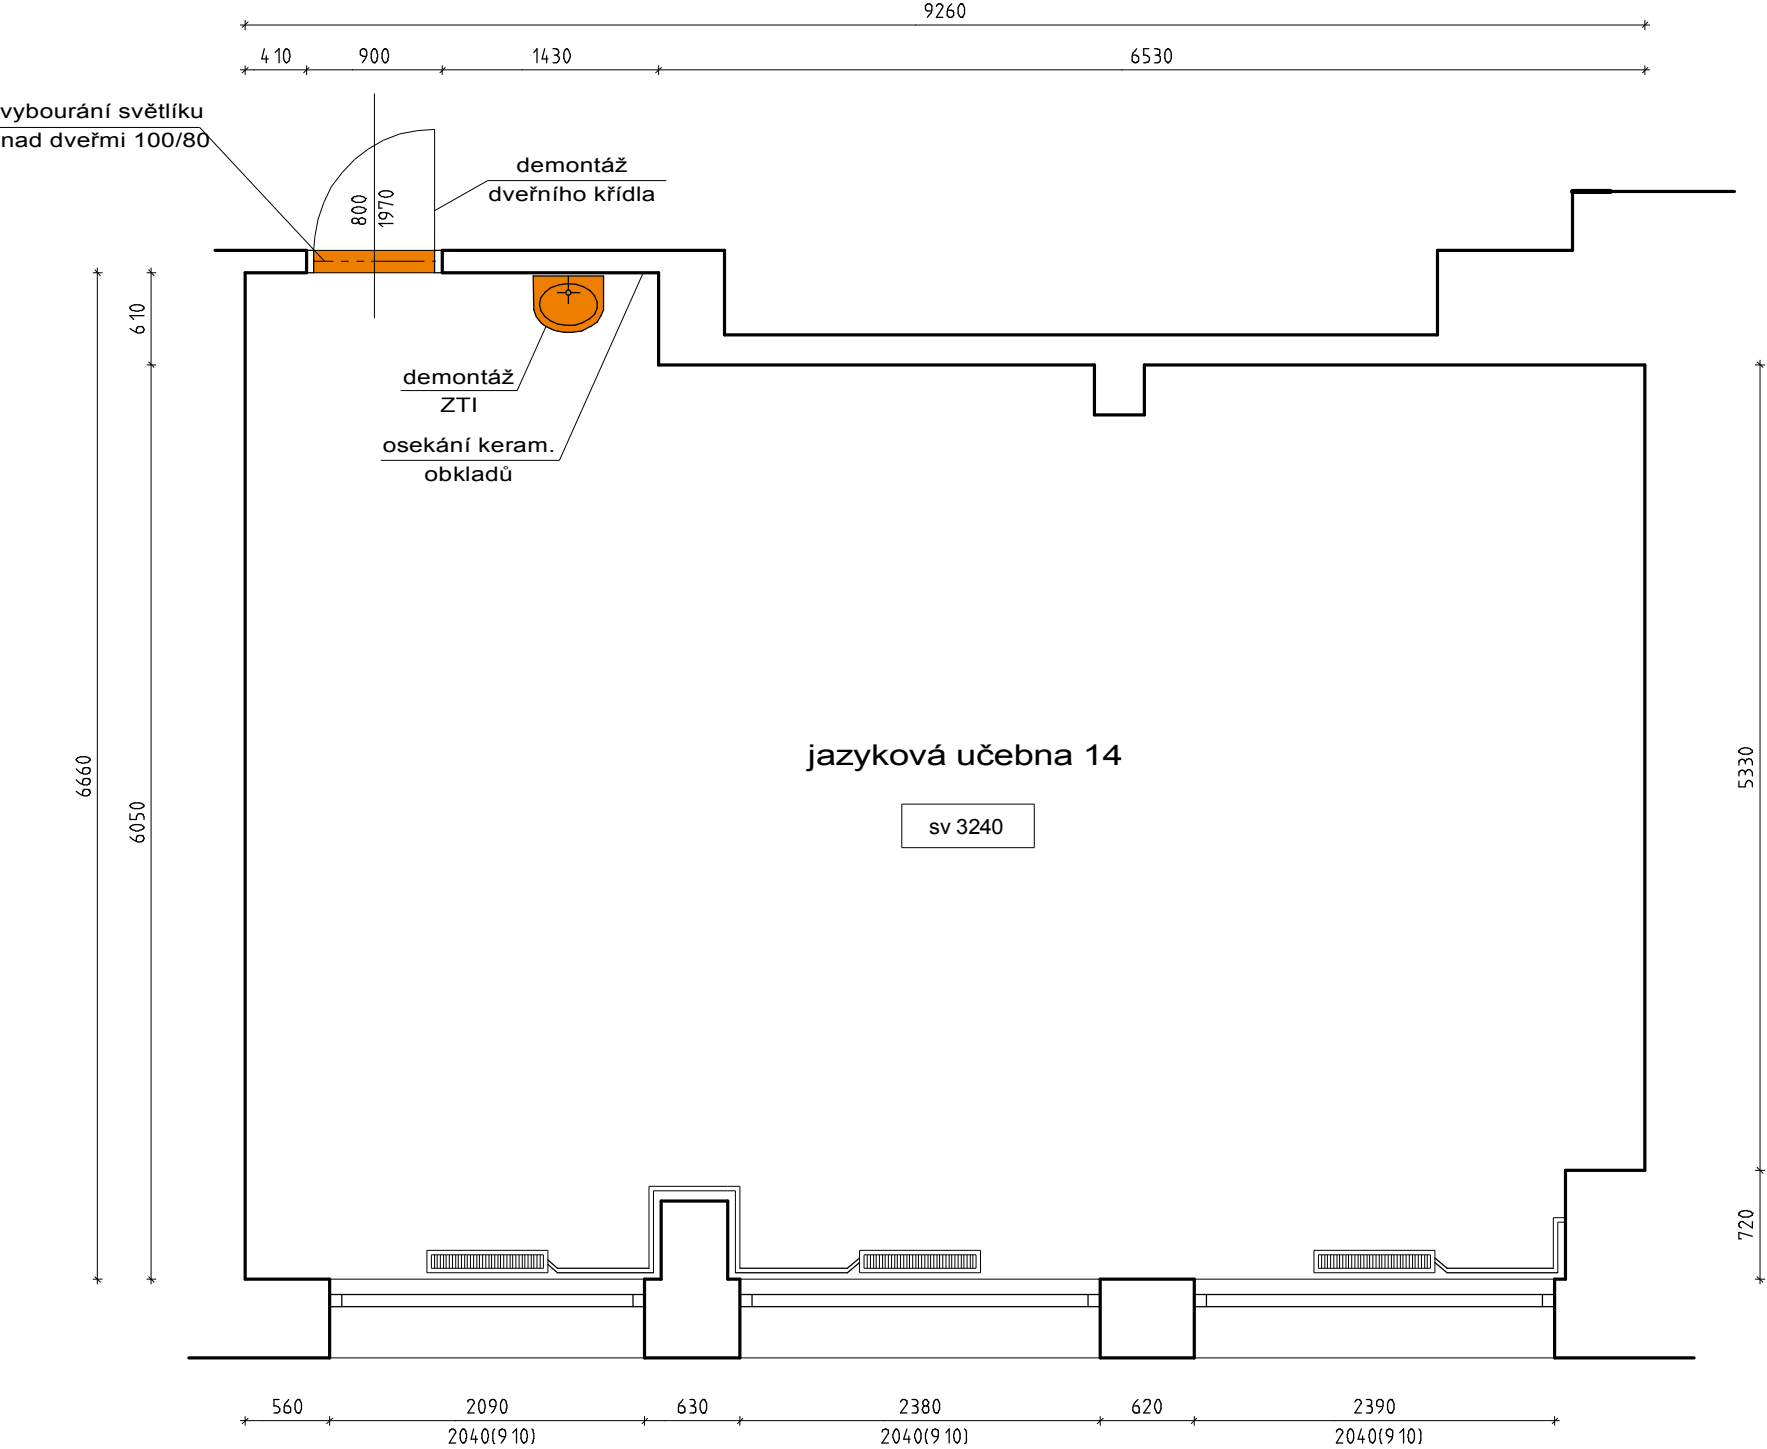 9260
410 900 1430 6530
vybourání světlíku
nad dveřmi 100/80
demontáž
dveřního křídla
800
1970
610
demontáž
ZTI
osekání keram.
obkladů
jazyková učebna 14
sv 3240
6660
6050
5330
720
560 2090 630 2380 620 2390
2040(910) 2040(910) 2040(910)